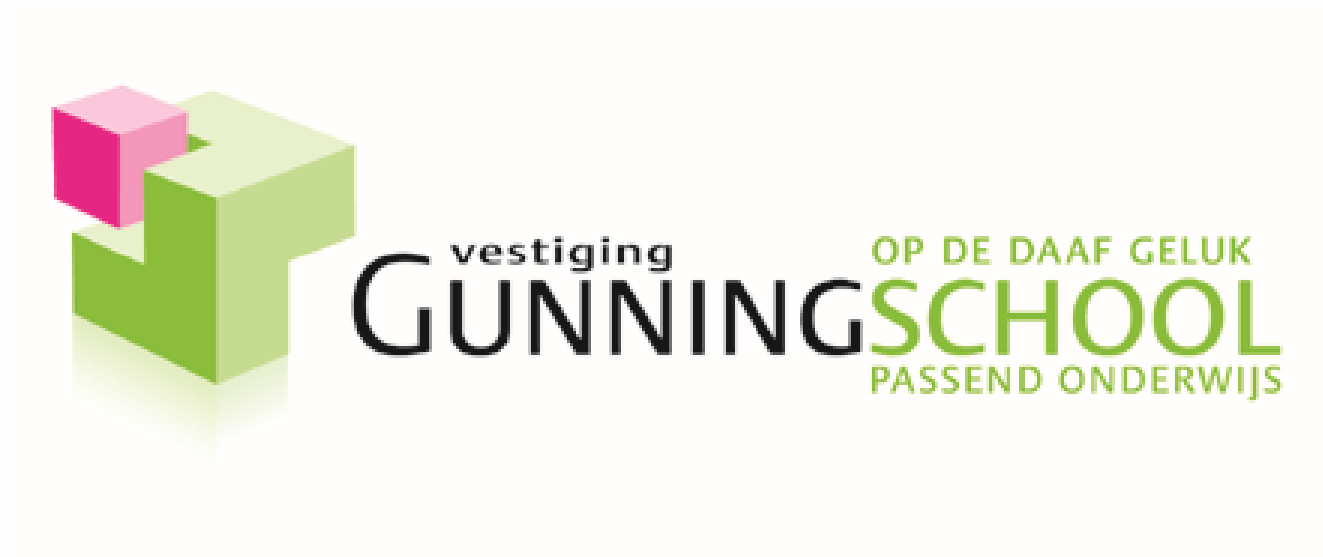 vestiging
GUNNINGSCHOOL
OP DE DAAF GELUK
PASSEND ONDERWIJS